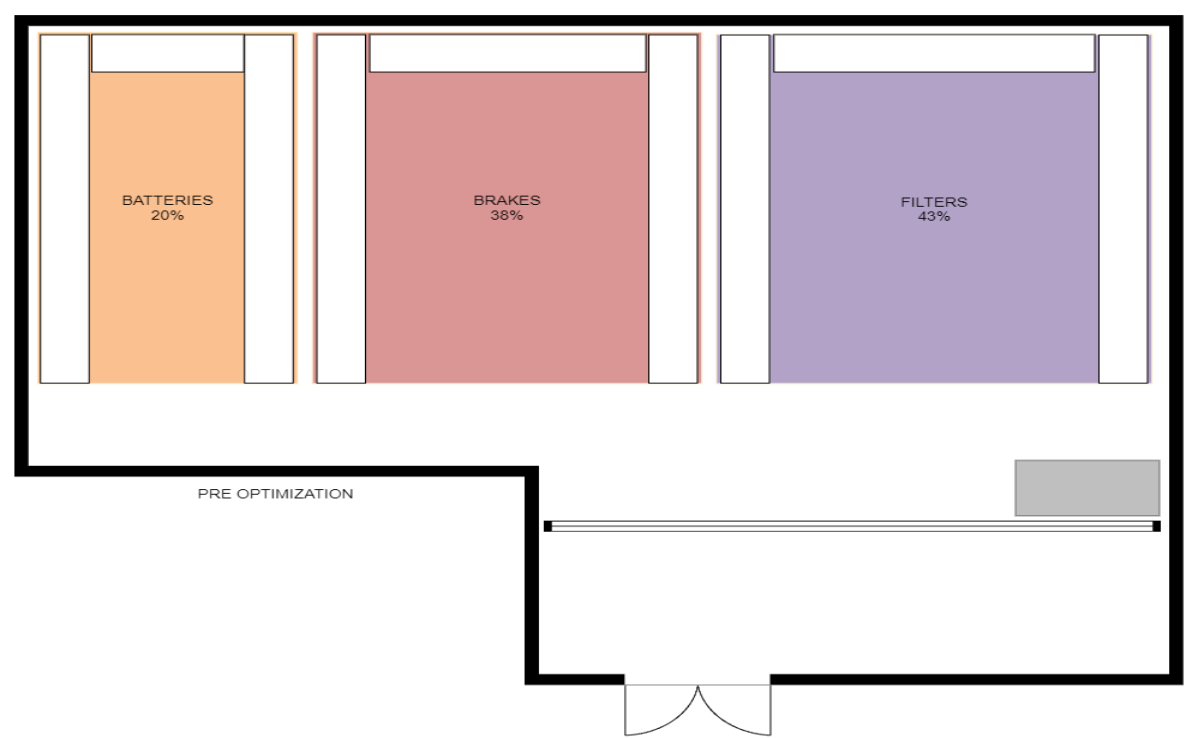 BATTERIES
20%
BRAKES
38%
FILTERS
43%
PRE OPTIMIZATION